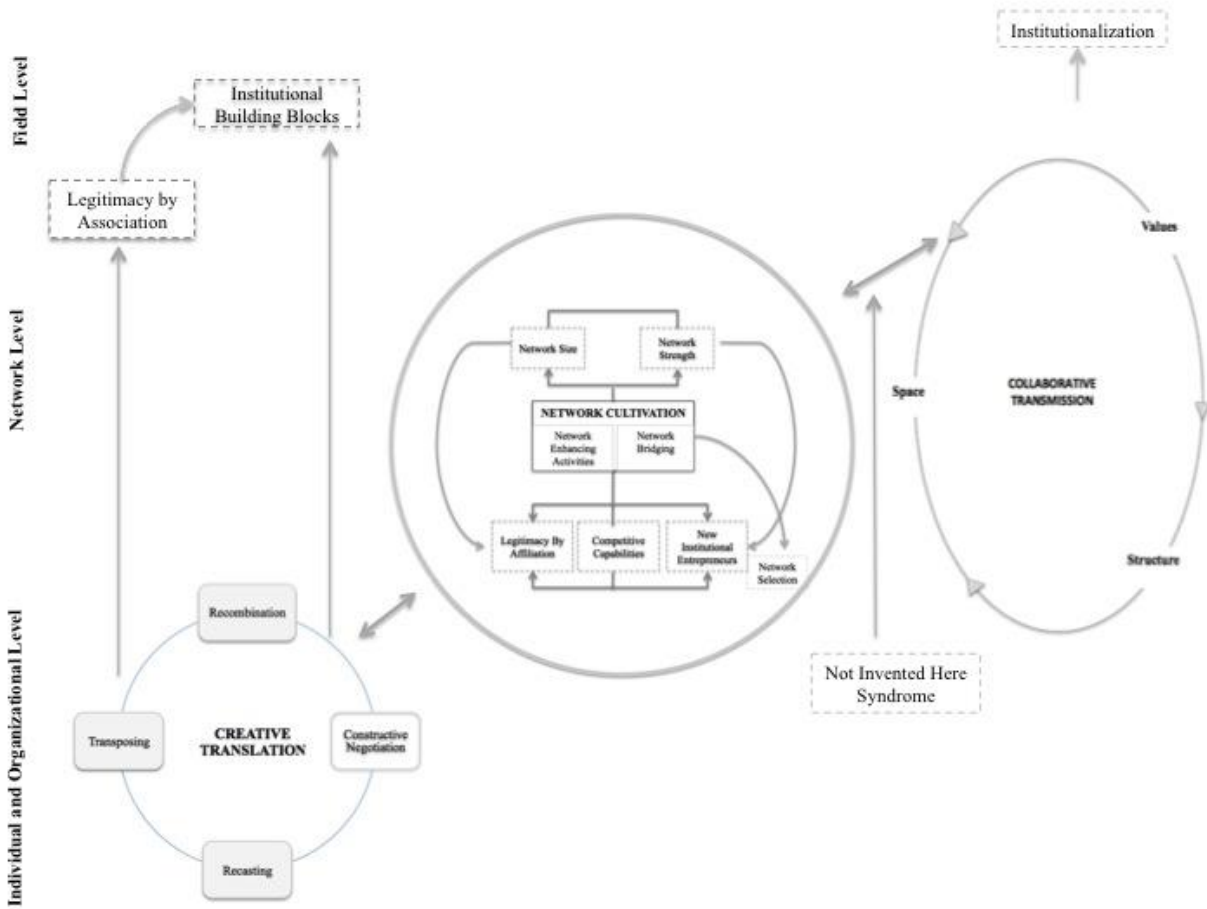 Field Level
Network Level
Individual and Organizational Level
Institutionalization
Institutional
Building Blocks
Legitimacy by
Association
Values
Space
COLLABORATIVE
TRANSMISSION
Structure
Network Size
Network
Strength
NETWORK CULTIVATION
Network
Enhancing
Activities
Network
Bridging
Legitimacy By
Affiliation
Competitive
Capabilities
New
Institutional
Entrepreneurs
Network
Selection
Not Invented Here
Syndrome
Recombination
Transposing
CREATIVE
TRANSLATION
Constructive
Negotiation
Recasting